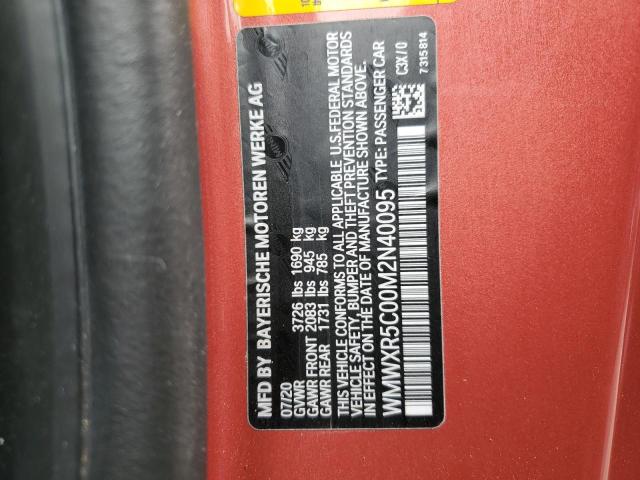 MFD BY BAYERISCHE MOTOREN WERKE AG
07/20
GVWR 3726 lbs 1690 kg
GAWR FRONT 2083 lbs 945 kg
GAWR REAR 1731 lbs 785 kg
THIS VEHICLE CONFORMS TO ALL APPLICABLE U.S.FEDERAL MOTOR
VEHICLE SAFETY, BUMPER AND THEFT PREVENTION STANDARDS
IN EFFECT ON THE DATE OF MANUFACTURE SHOWN ABOVE.
WMWXR5C00M2N40095 TYPE: PASSENGER CAR
C3X/0
7315814